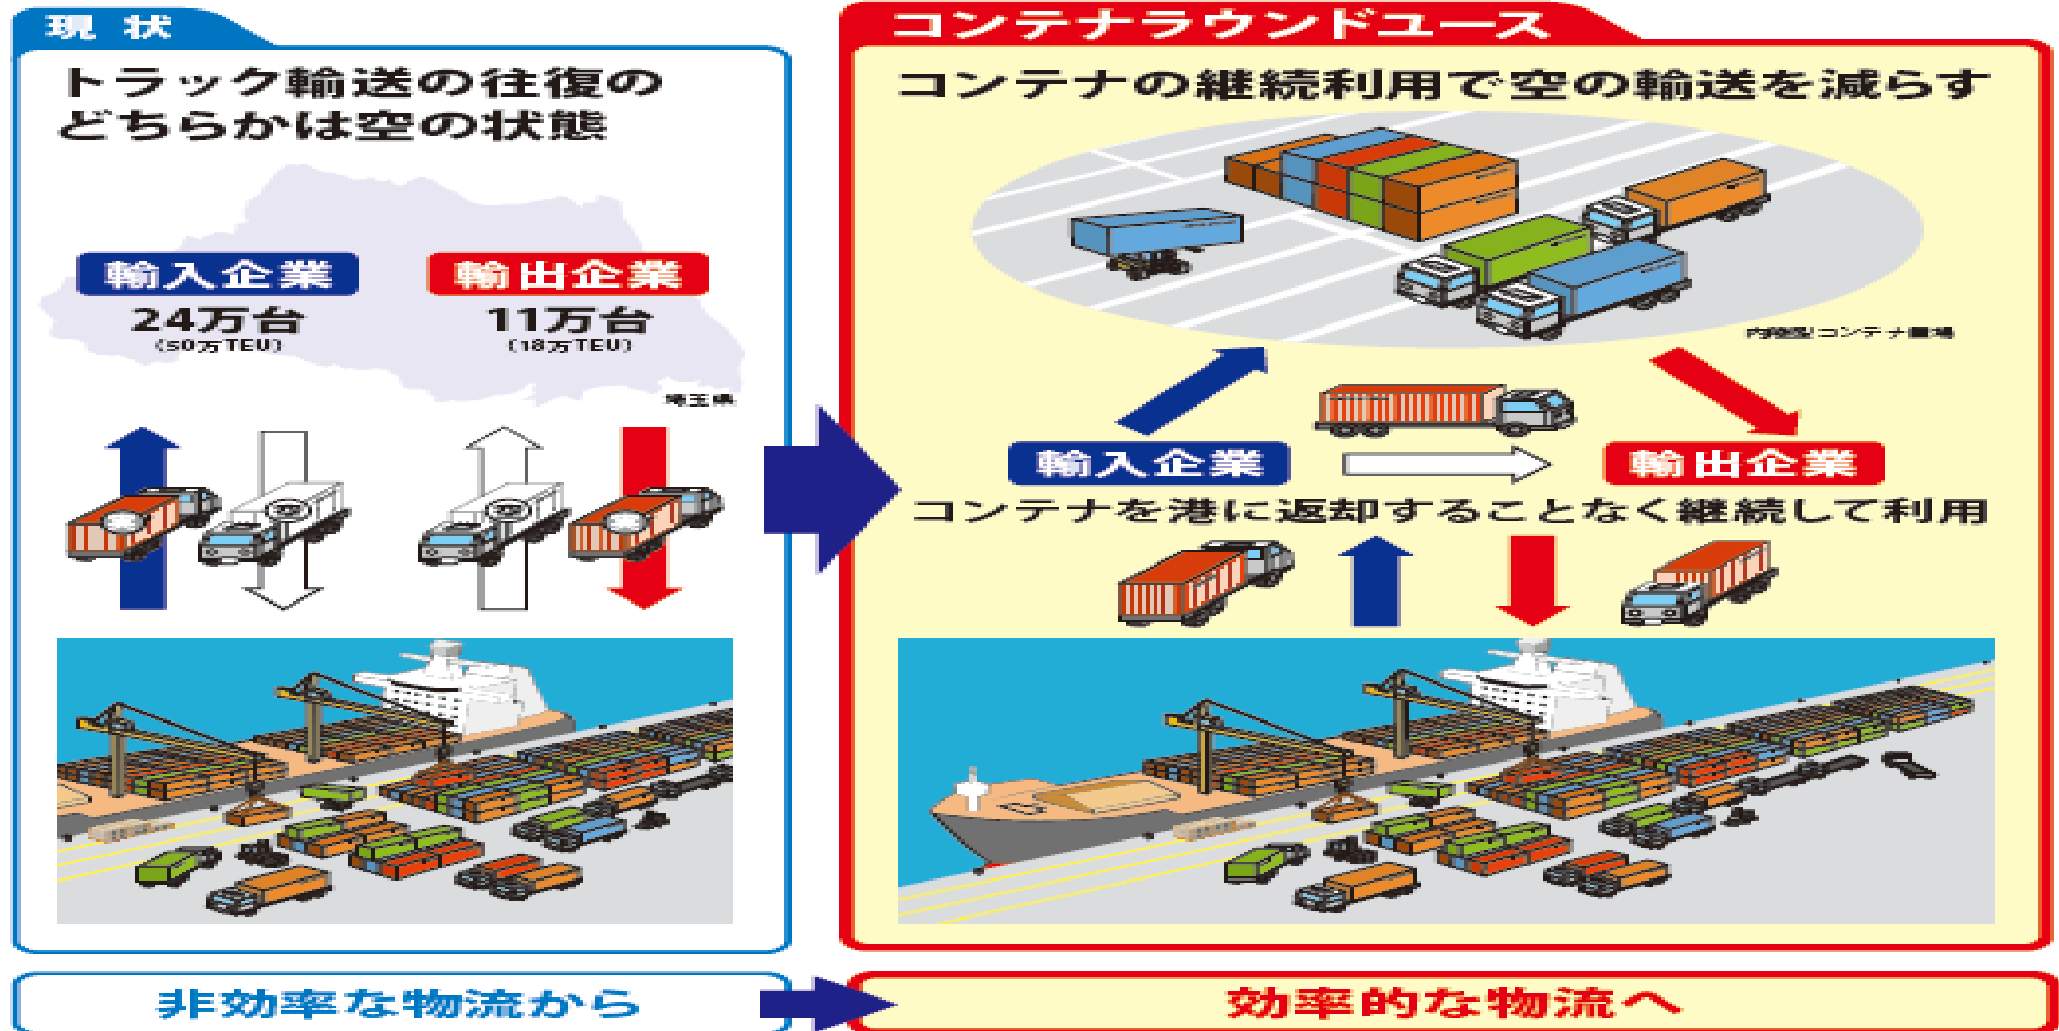 現 状
トラック輸送の往復の
どちらかは空の状態
輸入企業
24万台
(50万TEU)
輸出企業
11万台
(18万TEU)
埼玉県
コンテナラウンドユース
コンテナの継続利用で空の輸送を減らす
内陸型コンテナ置場
輸入企業
輸出企業
コンテナを港に返却することなく継続して利用
非効率な物流から
効率的な物流へ